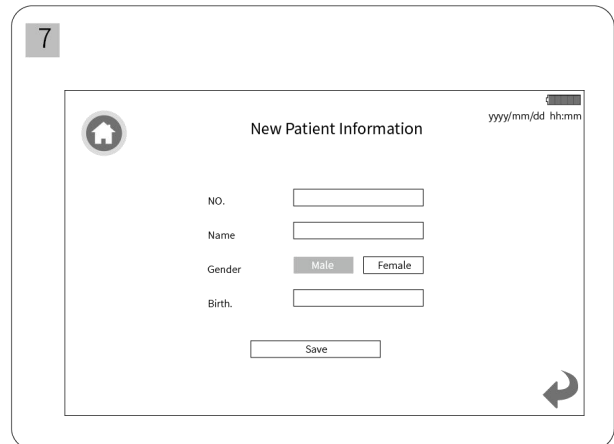 7
yyyy/mm/dd hh:mm
New Patient Information
NO.
Name
Gender Male Female
Birth.
Save